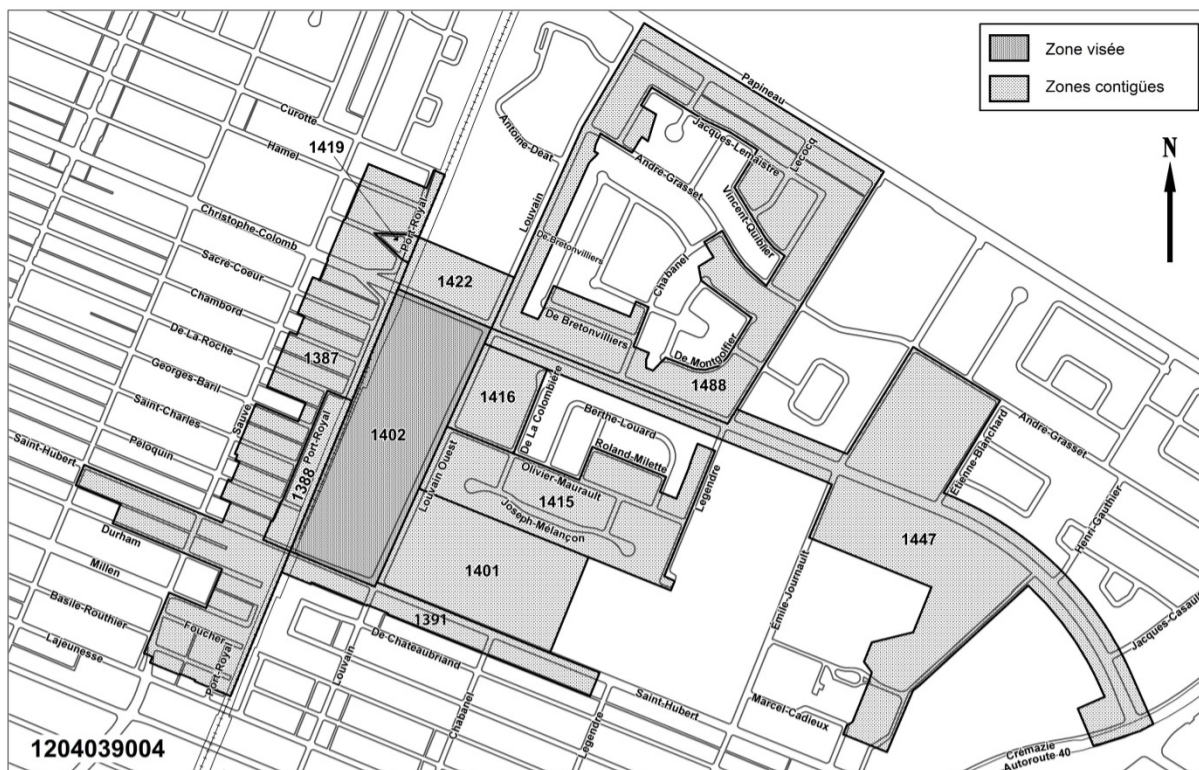 Zone visée
Zones contigües
N
Papineau
Lecocq
Jacques-Lemaistre
Antoine-Déat
Andre-Grasset
Vincent-Quiblier
Curotte
Hamel
1419
Port-Royal
Louvain
Christophe-Colomb
De Bretonvilliers
Chabanel
Sacré-Coeur
1422
Chambord
De Bretonvilliers
De Montgolfier
De-La-Roche
1387
1488
Georges-Baril
1416
De La Colombière
Berthe-Louard
Andre-Grasset
Etienne-Blanchard
Saint-Charles
Sauvé
Port-Royal
1402
Roland-Milette
Peloquin
Saint-Hubert
1388
Louvain Ouest
Olivier-Maurault
1415
Legendre
Joseph-Mélançon
Henri-Gauthier
Durham
1447
Millen
1401
Émile-Journault
Basile-Routhier
1391
Foucher
Lajeunesse
De-Chateaubriand
Jacques-Casault
Port-Royal
Louvain
Chabanel
Legendre
Saint-Hubert
Marcel-Cadieux
Crémazie
Autoroute 40
1204039004